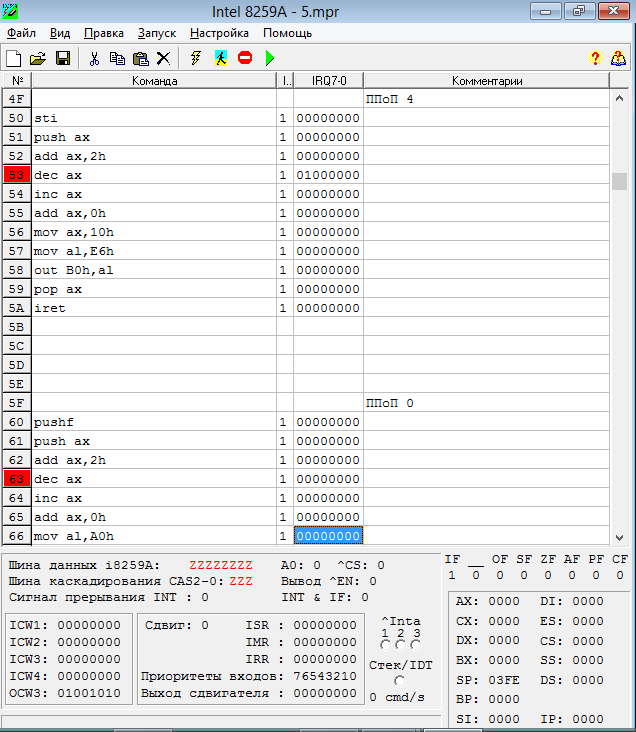 Intel 8259A - 5.mpr
Файл Вид Правка Запуск Настройка Помощь
№ Команда I.. IRQ7-0 Комментарии
4F ППоП 4
50 sti 1 00000000
51 push ax 1 00000000
52 add ax,2h 1 00000000
53 dec ax 1 01000000
54 inc ax 1 00000000
55 add ax,0h 1 00000000
56 mov ax,10h 1 00000000
57 mov al,E6h 1 00000000
58 out B0h,al 1 00000000
59 pop ax 1 00000000
5A iret 1 00000000
5B
5C
5D
5E
5F ППоП 0
60 pushf 1 00000000
61 push ax 1 00000000
62 add ax,2h 1 00000000
63 dec ax 1 00000000
64 inc ax 1 00000000
65 add ax,0h 1 00000000
66 mov al,A0h 1 00000000
Шина данных i8259A: ZZZZZZZZ A0: 0 ^CS: 0
Шина каскадирования CAS2-0: ZZZ Вывод ^EN: 0
Сигнал прерывания INT : 0 INT & IF: 0
ICW1: 00000000
ICW2: 00000000
ICW3: 00000000
ICW4: 00000000
OCW3: 01001010
Сдвиг: 0 ISR : 00000000
IMR : 00000000
IRR : 00000000
Приоритеты входов: 76543210
Выход сдвигателя : 00000000
^Inta
1 2 3
Стек/IDT
0 cmd/s
IF __ OF SF ZF AF PF CF
1 0 0 0 0 0 0 0
AX: 0000 DI: 0000
CX: 0000 ES: 0000
DX: 0000 CS: 0000
BX: 0000 SS: 0000
SP: 03FE DS: 0000
BP: 0000
SI: 0000 IP: 0000